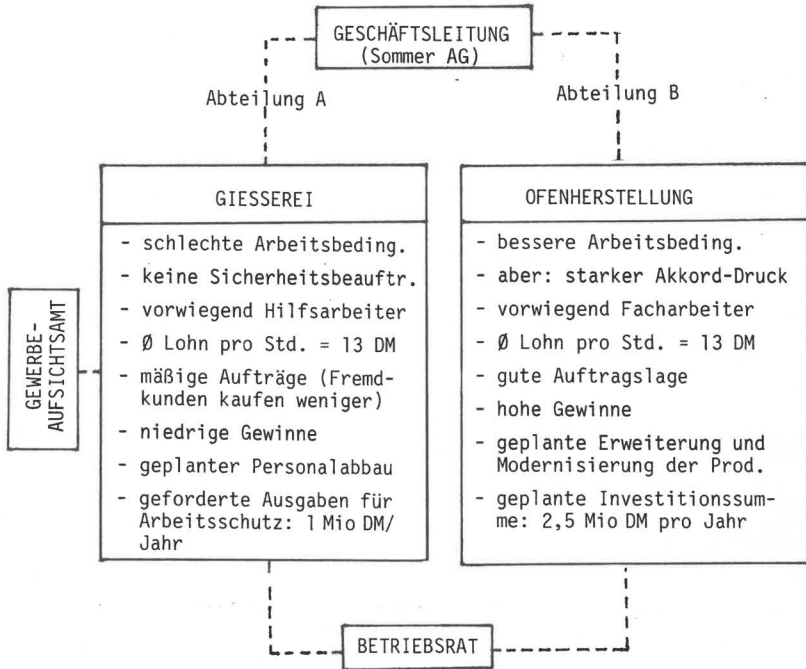 GESCHÄFTSLEITUNG
(Sommer AG)
Abteilung A
Abteilung B
GIESSEREI
- schlechte Arbeitsbeding.
- keine Sicherheitsbeauftr.
- vorwiegend Hilfsarbeiter
- Ø Lohn pro Std. = 13 DM
- mäßige Aufträge (Fremd-
kunden kaufen weniger)
- niedrige Gewinne
- geplanter Personalabbau
- geforderte Ausgaben für
Arbeitsschutz: 1 Mio DM/
Jahr
OFENHERSTELLUNG
- bessere Arbeitsbeding.
- aber: starker Akkord-Druck
- vorwiegend Facharbeiter
- Ø Lohn pro Std. = 13 DM
- gute Auftragslage
- hohe Gewinne
- geplante Erweiterung und
Modernisierung der Prod.
- geplante Investitionssum-
me: 2,5 Mio DM pro Jahr
GEWERBE-
AUFSICHTSAMT
BETRIEBSRAT